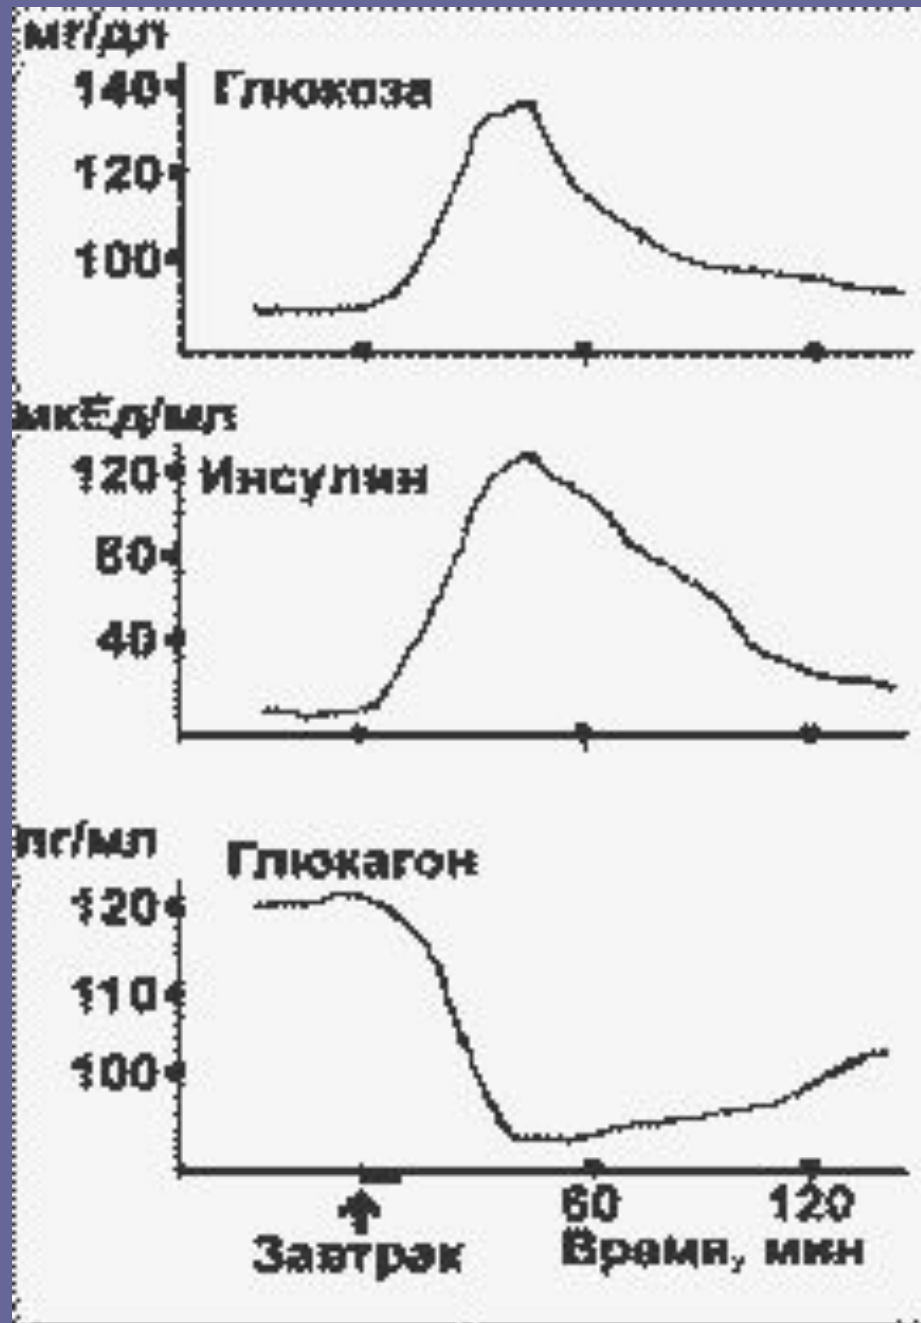 мг/дл
140 Глюкоза
120
100
мкЕд/мл
120 Инсулин
80
40
пг/мл
Глюкагон
120
110
100
60 120
Завтрак Время, мин